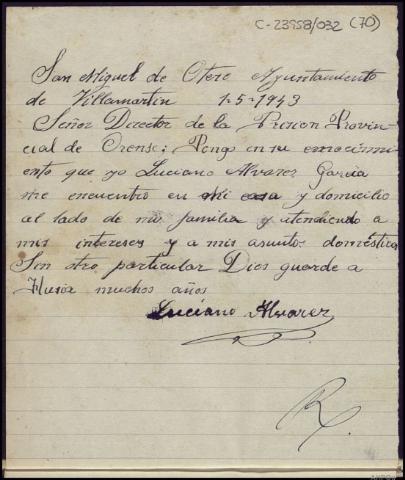 C-23958/032 (70)
San Miguel de Otero Ayuntamiento
de Villamartin 1-5-1943
Señor Director de la Prision Provin-
cial de Orense: Pongo en su conocimi-
ento que yo Luciano Alvarez Garcia
me encuentro en mi casa y domicilio
al lado de mis familia y atendiendo a
mis intereses y a mis asuntos domésticos
Sin otro particular Dios guarde a
Usia muchos años
Luciano Alvarez
R